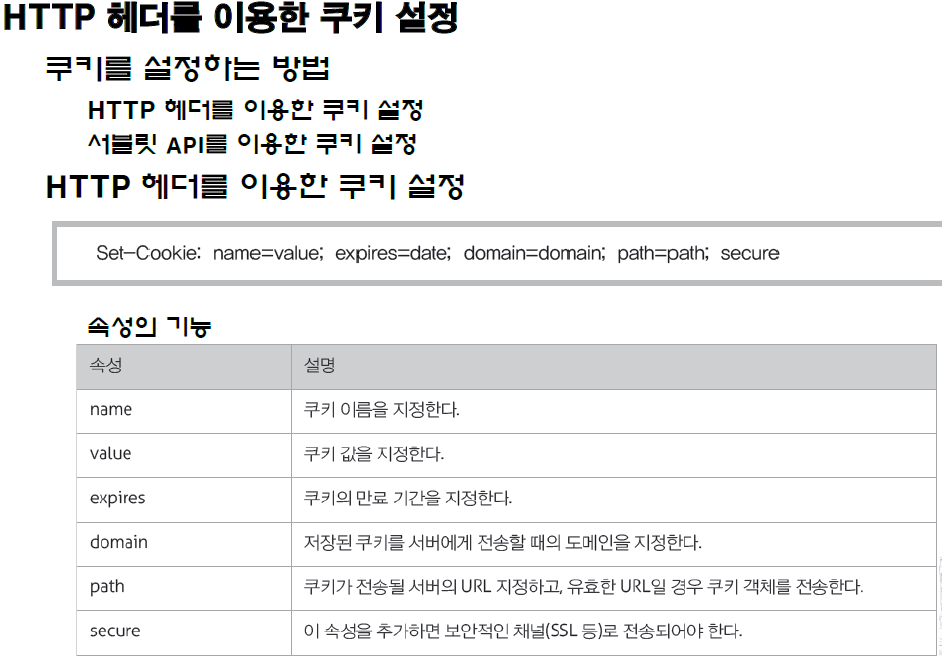 HTTP 헤더를 이용한 쿠키 설정
쿠키를 설정하는 방법
HTTP 헤더를 이용한 쿠키 설정
서블릿 API를 이용한 쿠키 설정
HTTP 헤더를 이용한 쿠키 설정
Set-Cookie: name=value; expires=date; domain=domain; path=path; secure
속성의 기능
속성 설명
name 쿠키 이름을 지정한다.
value 쿠키 값을 지정한다.
expires 쿠키의 만료 기간을 지정한다.
domain 저장된 쿠키를 서버에게 전송할 때의 도메인을 지정한다.
path 쿠키가 전송될 서버의 URL 지정하고, 유효한 URL일 경우 쿠키 객체를 전송한다.
secure 이 속성을 추가하면 보안적인 채널(SSL 등)로 전송되어야 한다.